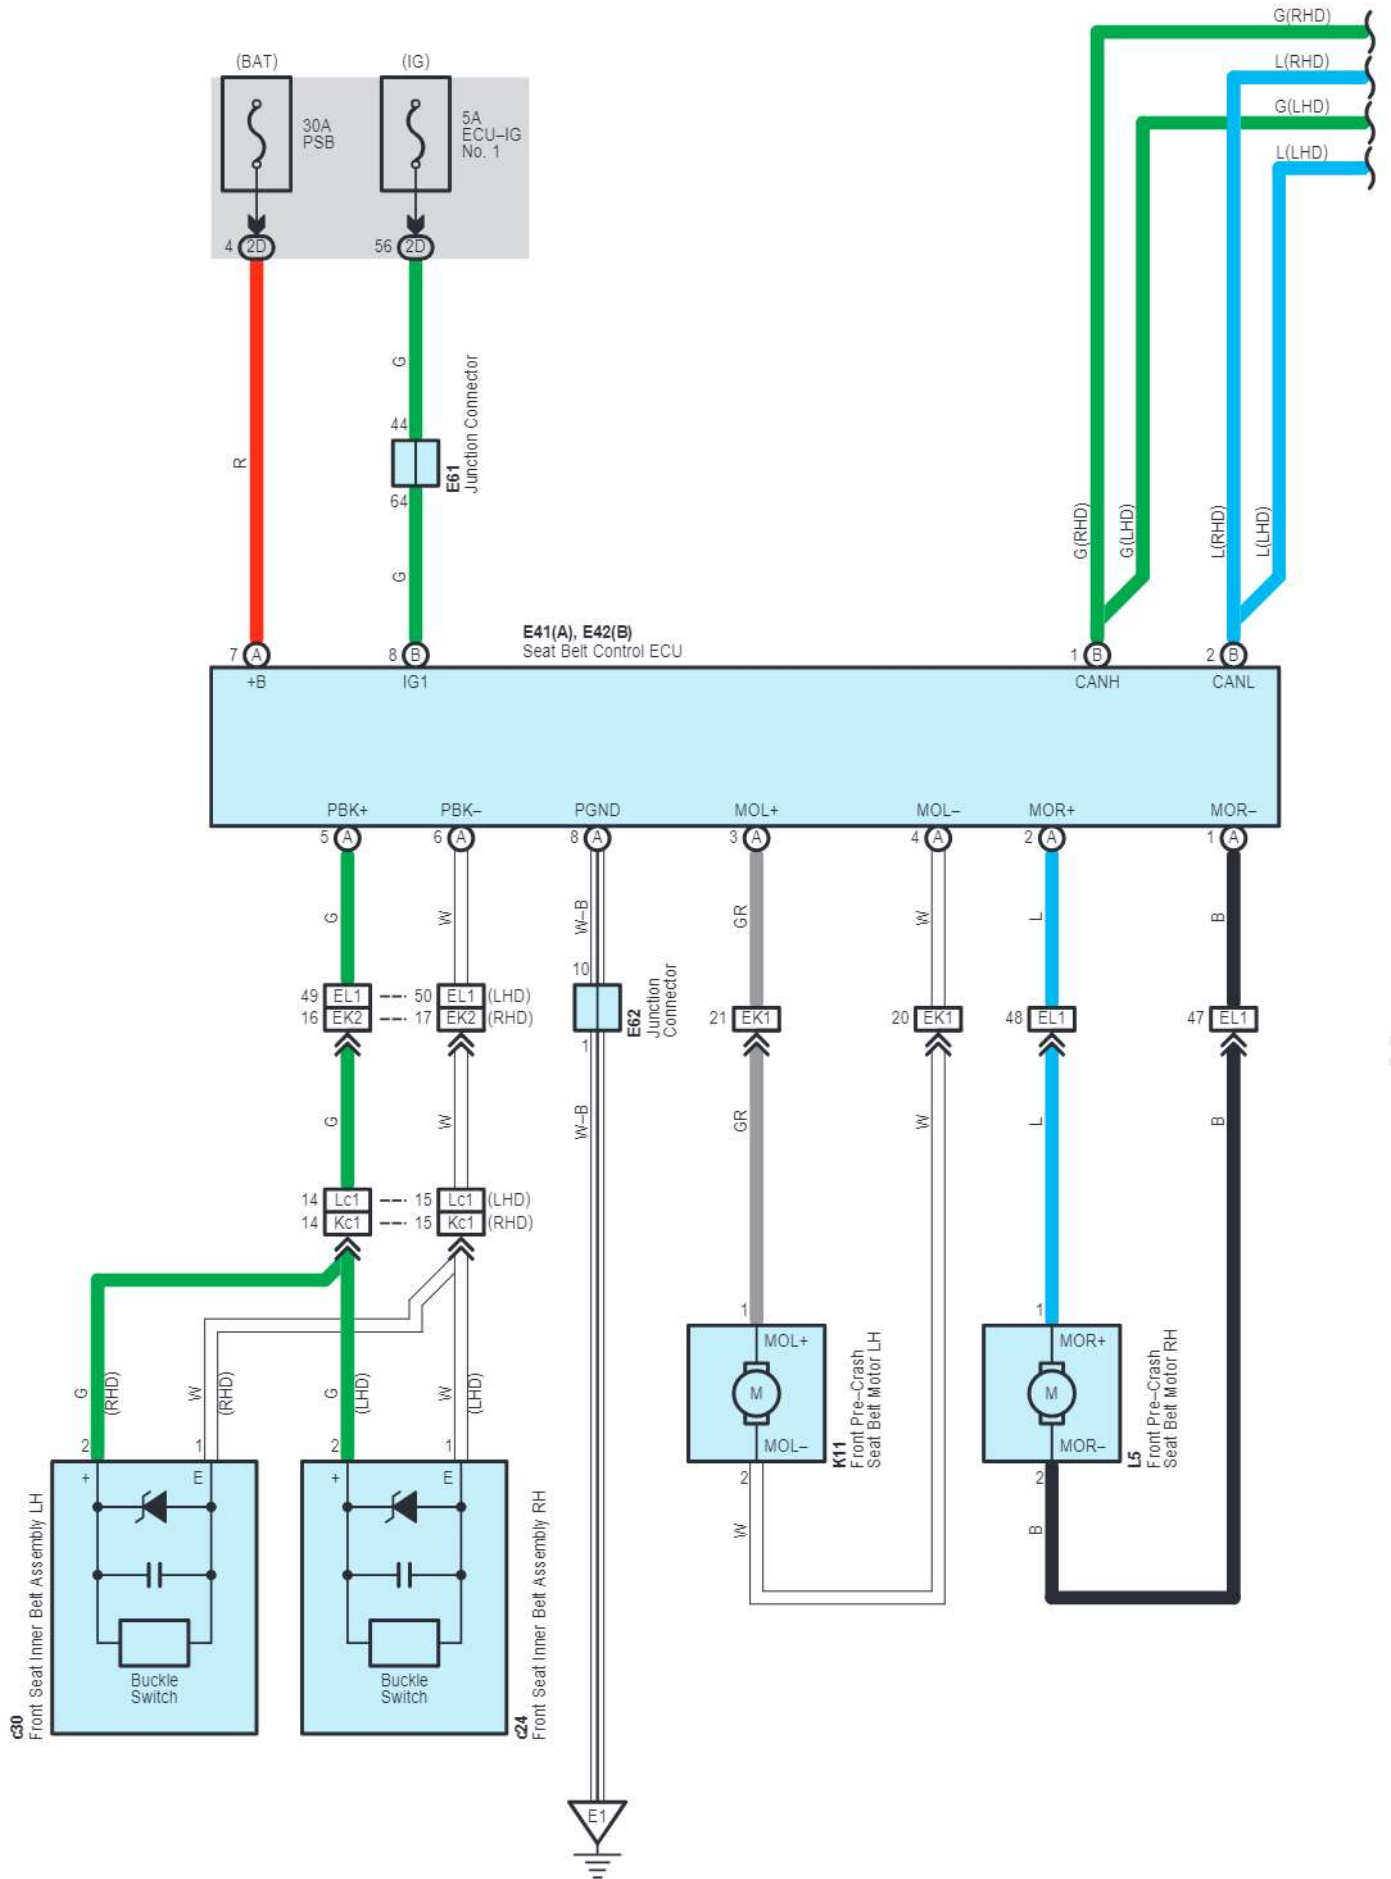 G(RHD)
L(RHD)
G(LHD)
L(LHD)
(BAT)
(IG)
30A
PSB
5A
ECU–IG
No. 1
4 2D
56 2D
R
G
44
E61
Junction Connector
64
G
G(RHD)
G(LHD)
L(RHD)
L(LHD)
E41(A), E42(B)
Seat Belt Control ECU
7 A
8 B
1 B
2 B
+B
IG1
CANH
CANL
PBK+
PBK–
PGND
MOL+
MOL–
MOR+
MOR–
5 A
6 A
8 A
3 A
4 A
2 A
1 A
G
W
W–B
GR
W
L
B
49 EL1
50 EL1 (LHD)
16 EK2
17 EK2 (RHD)
10
E62
Junction
Connector
1
21 EK1
20 EK1
48 EL1
47 EL1
G
W
W–B
GR
W
L
B
14 Lc1
15 Lc1 (LHD)
14 Kc1
15 Kc1 (RHD)
G
(RHD)
W
(RHD)
G
(LHD)
W
(LHD)
2
1
2
1
+
E
+
E
Buckle
Switch
Buckle
Switch
c30
Front Seat Inner Belt Assembly LH
c24
Front Seat Inner Belt Assembly RH
1
MOL+
M
MOL–
2
W
K11
Front Pre–Crash
Seat Belt Motor LH
1
MOR+
M
MOR–
2
B
L5
Front Pre–Crash
Seat Belt Motor RH
E1